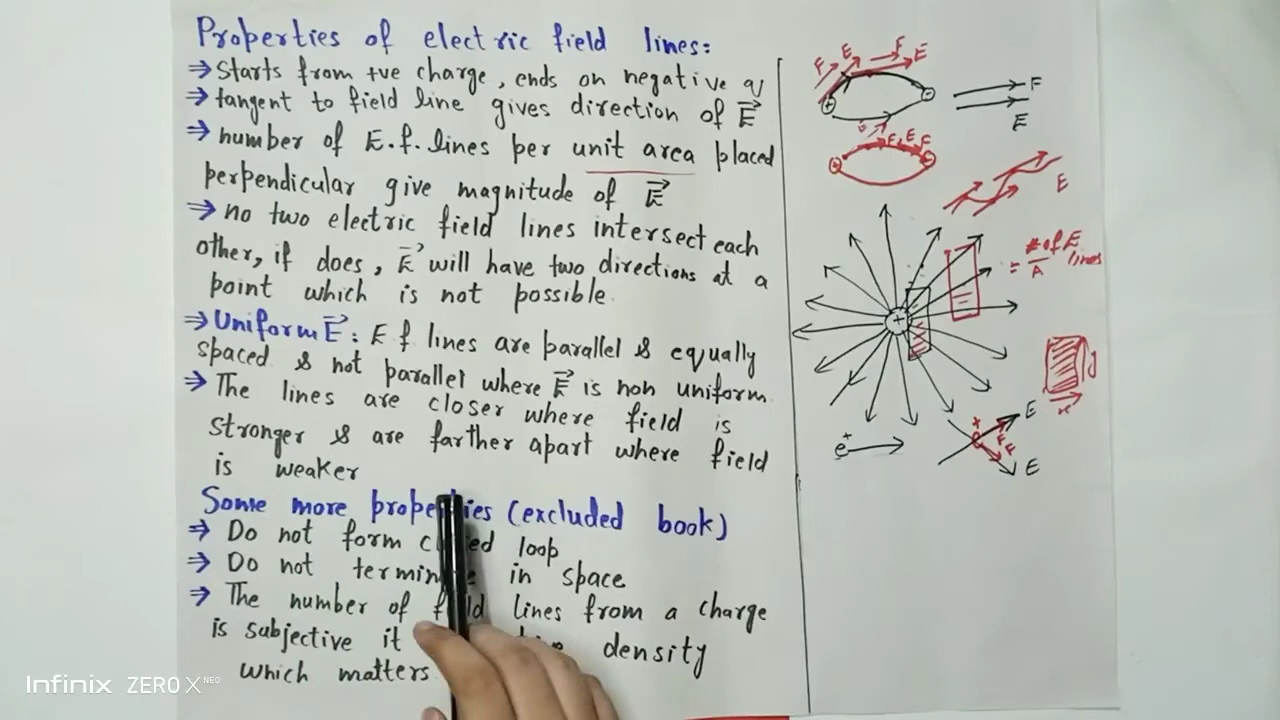 Properties of electric field lines:
⇒ Starts from +ve charge, ends on negative q
⇒ tangent to field line gives direction of E⃗
⇒ number of E.f. lines per unit area placed
perpendicular give magnitude of E⃗
⇒ no two electric field lines intersect each
other, if does, E⃗ will have two directions at a
point which is not possible.
⇒ Uniform E⃗: E f lines are parallel & equally
spaced & not parallel where E⃗ is non uniform.
⇒ The lines are closer where field is
stronger & are farther apart where field
is weaker
Some more properties (excluded book)
⇒ Do not form closed loop
⇒ Do not in space
⇒ The number of field lines from a charge
is subjective it density
which matters
F E F E
+ -
F
E
E E F
+ -
E
+
= # of E lines
A
e+
E
F
F
E
Infinix ZERO X NEO